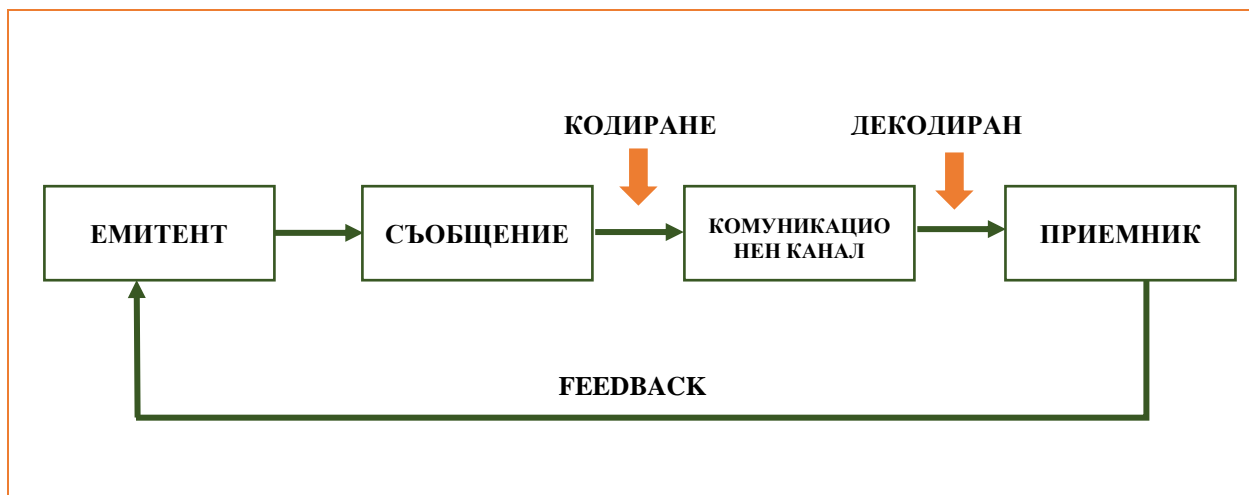 КОДИРАНЕ
ДЕКОДИРАН
ЕМИТЕНТ
СЪОБЩЕНИЕ
КОМУНИКАЦИО
НЕН КАНАЛ
ПРИЕМНИК
FEEDBACK